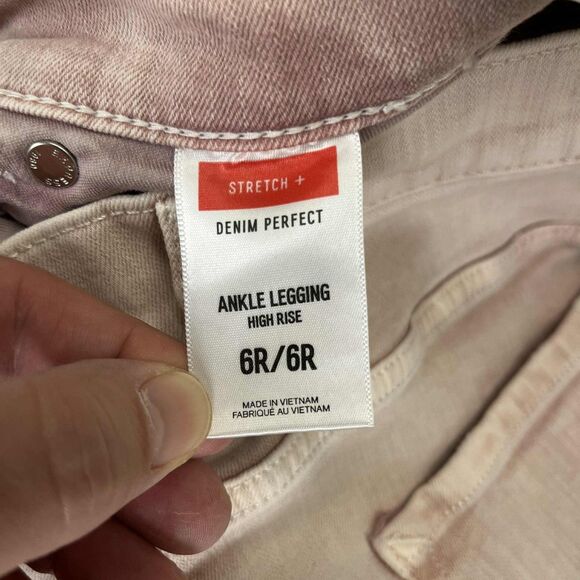 STRETCH +
DENIM PERFECT
ANKLE LEGGING
HIGH RISE
6R/6R
MADE IN VIETNAM
FABRIQUÉ AU VIETNAM